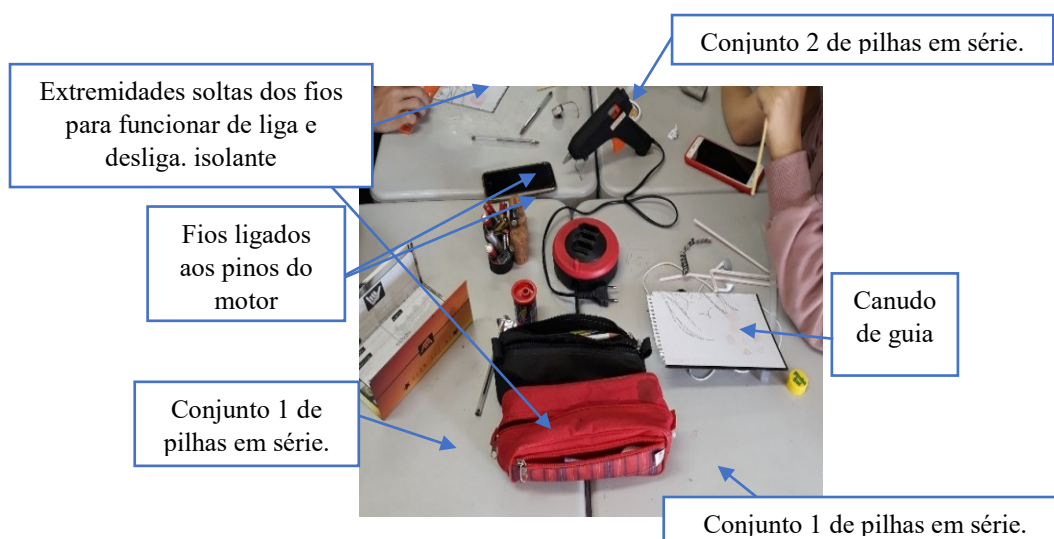 Conjunto 2 de pilhas em série.
Extremidades soltas dos fios
para funcionar de liga e
desliga. isolante
Fios ligados
aos pinos do
motor
Canudo
de guia
Conjunto 1 de
pilhas em série.
Conjunto 1 de pilhas em série.